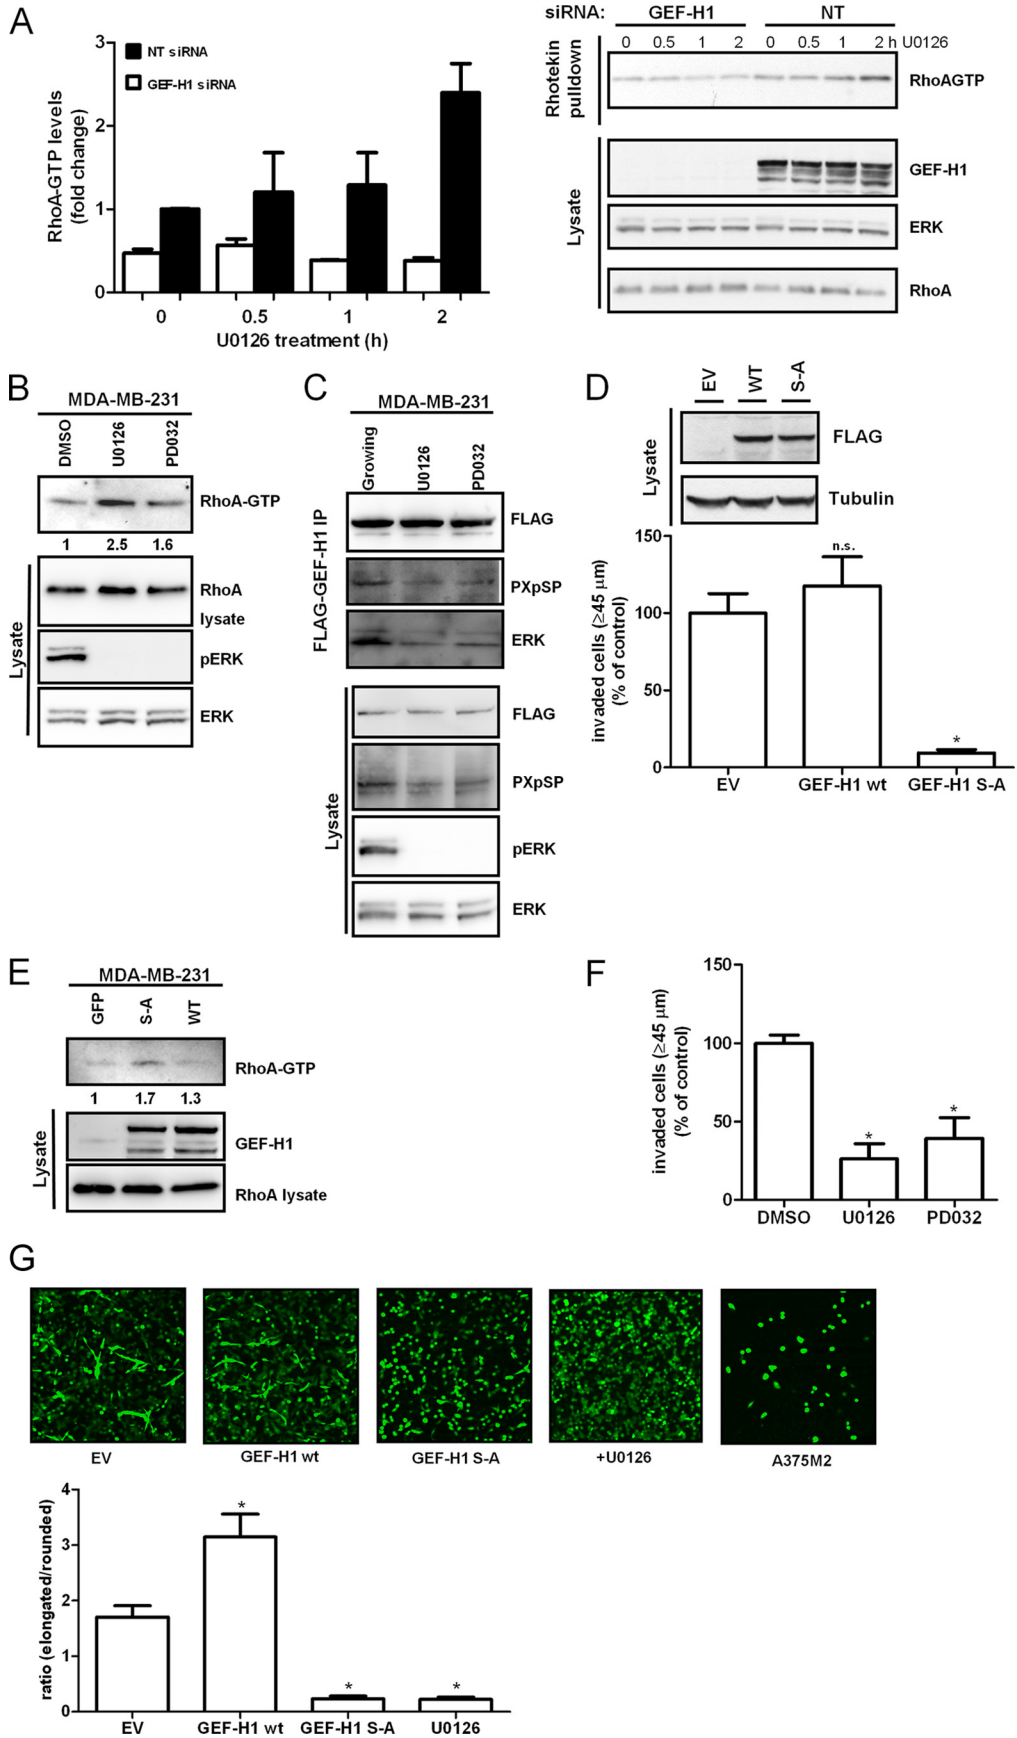 A
3
2
1
0
RhoA-GTP levels
(fold change)
NT siRNA
GEF-H1 siRNA
0 0.5 1 2
U0126 treatment (h)
siRNA: GEF-H1 NT
0 0.5 1 2 0 0.5 1 2 h U0126
Rhotekin
pulldown
RhoAGTP
Lysate
GEF-H1
ERK
RhoA
B
MDA-MB-231
DMSO U0126 PD032
RhoA-GTP
1 2.5 1.6
Lysate
RhoA
lysate
pERK
ERK
C
MDA-MB-231
Growing U0126 PD032
FLAG-GEF-H1 IP
FLAG
PXpSP
ERK
Lysate
FLAG
PXpSP
pERK
ERK
D
EV WT S-A
Lysate
FLAG
Tubulin
150
100
50
0
invaded cells (≥45 μm)
(% of control)
n.s.
*
EV GEF-H1 wt GEF-H1 S-A
E
MDA-MB-231
GFP S-A WT
RhoA-GTP
1 1.7 1.3
Lysate
GEF-H1
RhoA lysate
F
150
100
50
0
invaded cells (≥45 μm)
(% of control)
* *
DMSO U0126 PD032
G
EV GEF-H1 wt GEF-H1 S-A +U0126 A375M2
4
3
2
1
0
ratio (elongated/rounded)
* * *
EV GEF-H1 wt GEF-H1 S-A U0126